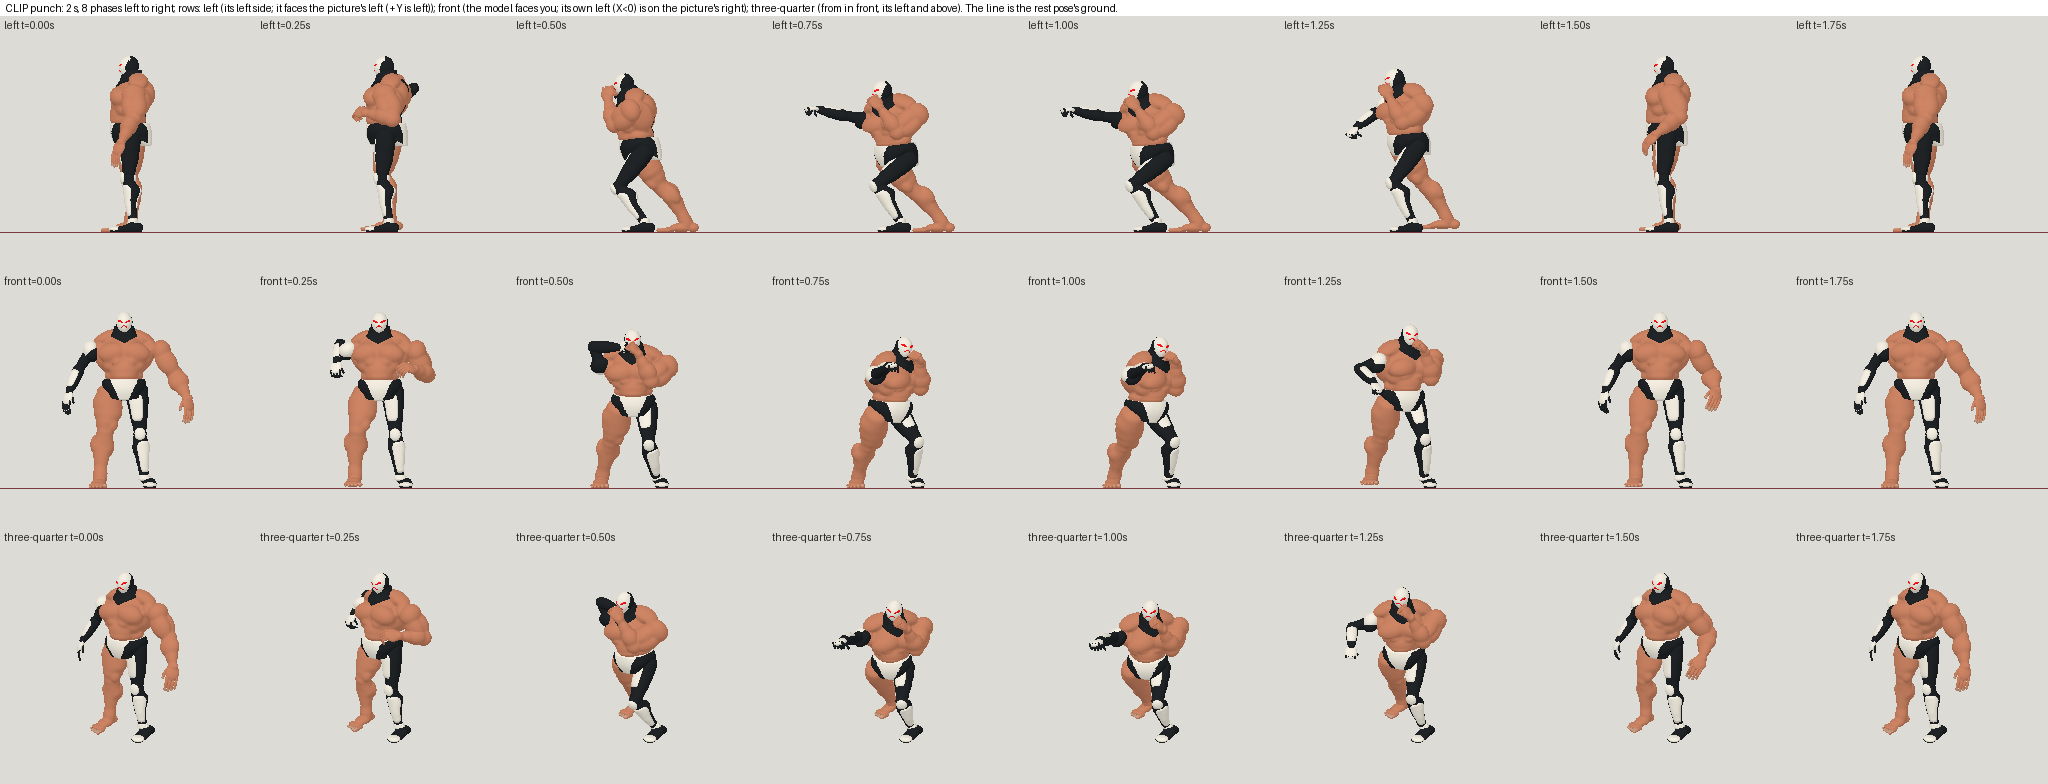 CLIP punch: 2 s, 8 phases left to right; rows: left (its left side; it faces the picture's left (+Y is left)); front (the model faces you; its own left (X<0) is on the picture's right); three-quarter (from in front, its left and above). The line is the rest pose's ground.
left t=0.00s left t=0.25s left t=0.50s left t=0.75s left t=1.00s left t=1.25s left t=1.50s left t=1.75s
front t=0.00s front t=0.25s front t=0.50s front t=0.75s front t=1.00s front t=1.25s front t=1.50s front t=1.75s
three-quarter t=0.00s three-quarter t=0.25s three-quarter t=0.50s three-quarter t=0.75s three-quarter t=1.00s three-quarter t=1.25s three-quarter t=1.50s three-quarter t=1.75s